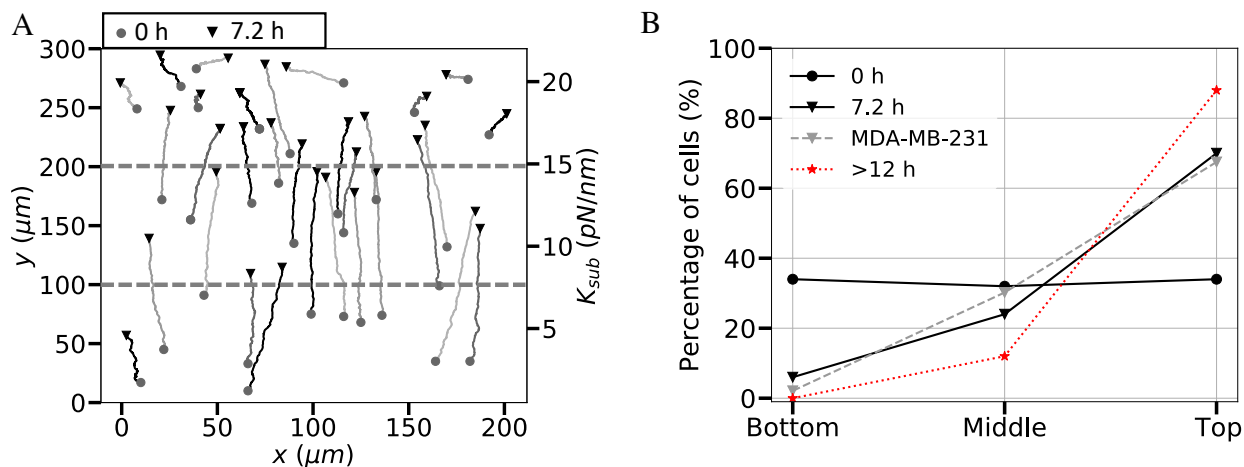 A
0 h
7.2 h
300
250
200
150
100
50
0
y (μm)
20
15
10
5
K_sub (pN/nm)
0
50
100
150
200
x (μm)
B
100
80
60
40
20
0
Percentage of cells (%)
0 h
7.2 h
MDA-MB-231
>12 h
Bottom
Middle
Top